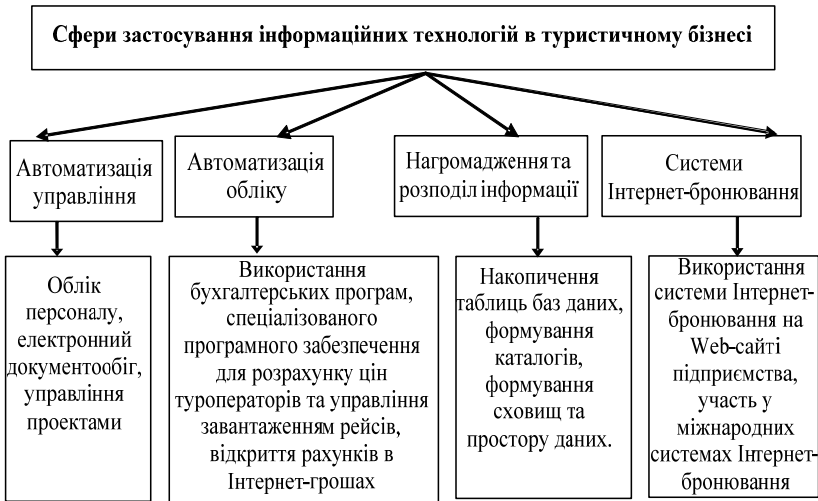 Сфери застосування інформаційних технологій в туристичному бізнесі
Автоматизація
управління
Автоматизація
обліку
Нагромадження та
розподіл інформації
Системи
Інтернет-бронювання
Облік
персоналу,
електронний
документообіг,
управління
проектами
Використання
бухгалтерських програм,
спеціалізованого
програмного забезпечення
для розрахунку цін
туроператорів та управління
завантаженням рейсів,
відкриття рахунків в
Інтернет-грошах
Накопичення
таблиць баз даних,
формування
каталогів,
формування
сховищ та
простору даних.
Використання
системи Інтернет-
бронювання на
Web-сайті
підприємства,
участь у
міжнародних
системах Інтернет-
бронювання